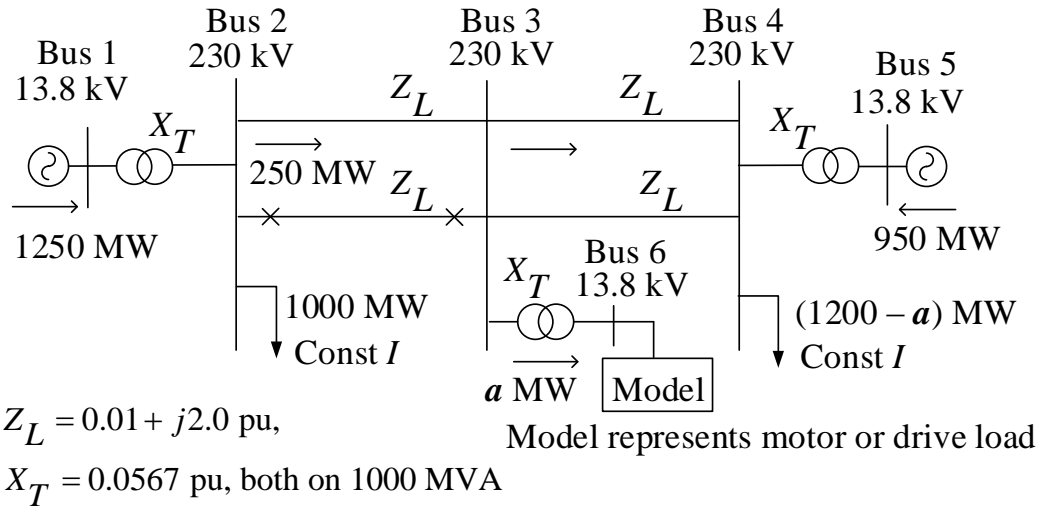 Bus 1
13.8 kV
Bus 2
230 kV
Bus 3
230 kV
Bus 4
230 kV
Bus 5
13.8 kV
X_T
Z_L
Z_L
X_T
250 MW
Z_L
Z_L
1250 MW
950 MW
Bus 6
13.8 kV
X_T
1000 MW
Const I
a MW
Model
(1200 – a) MW
Const I
Z_L = 0.01 + j2.0 pu,
Model represents motor or drive load
X_T = 0.0567 pu, both on 1000 MVA